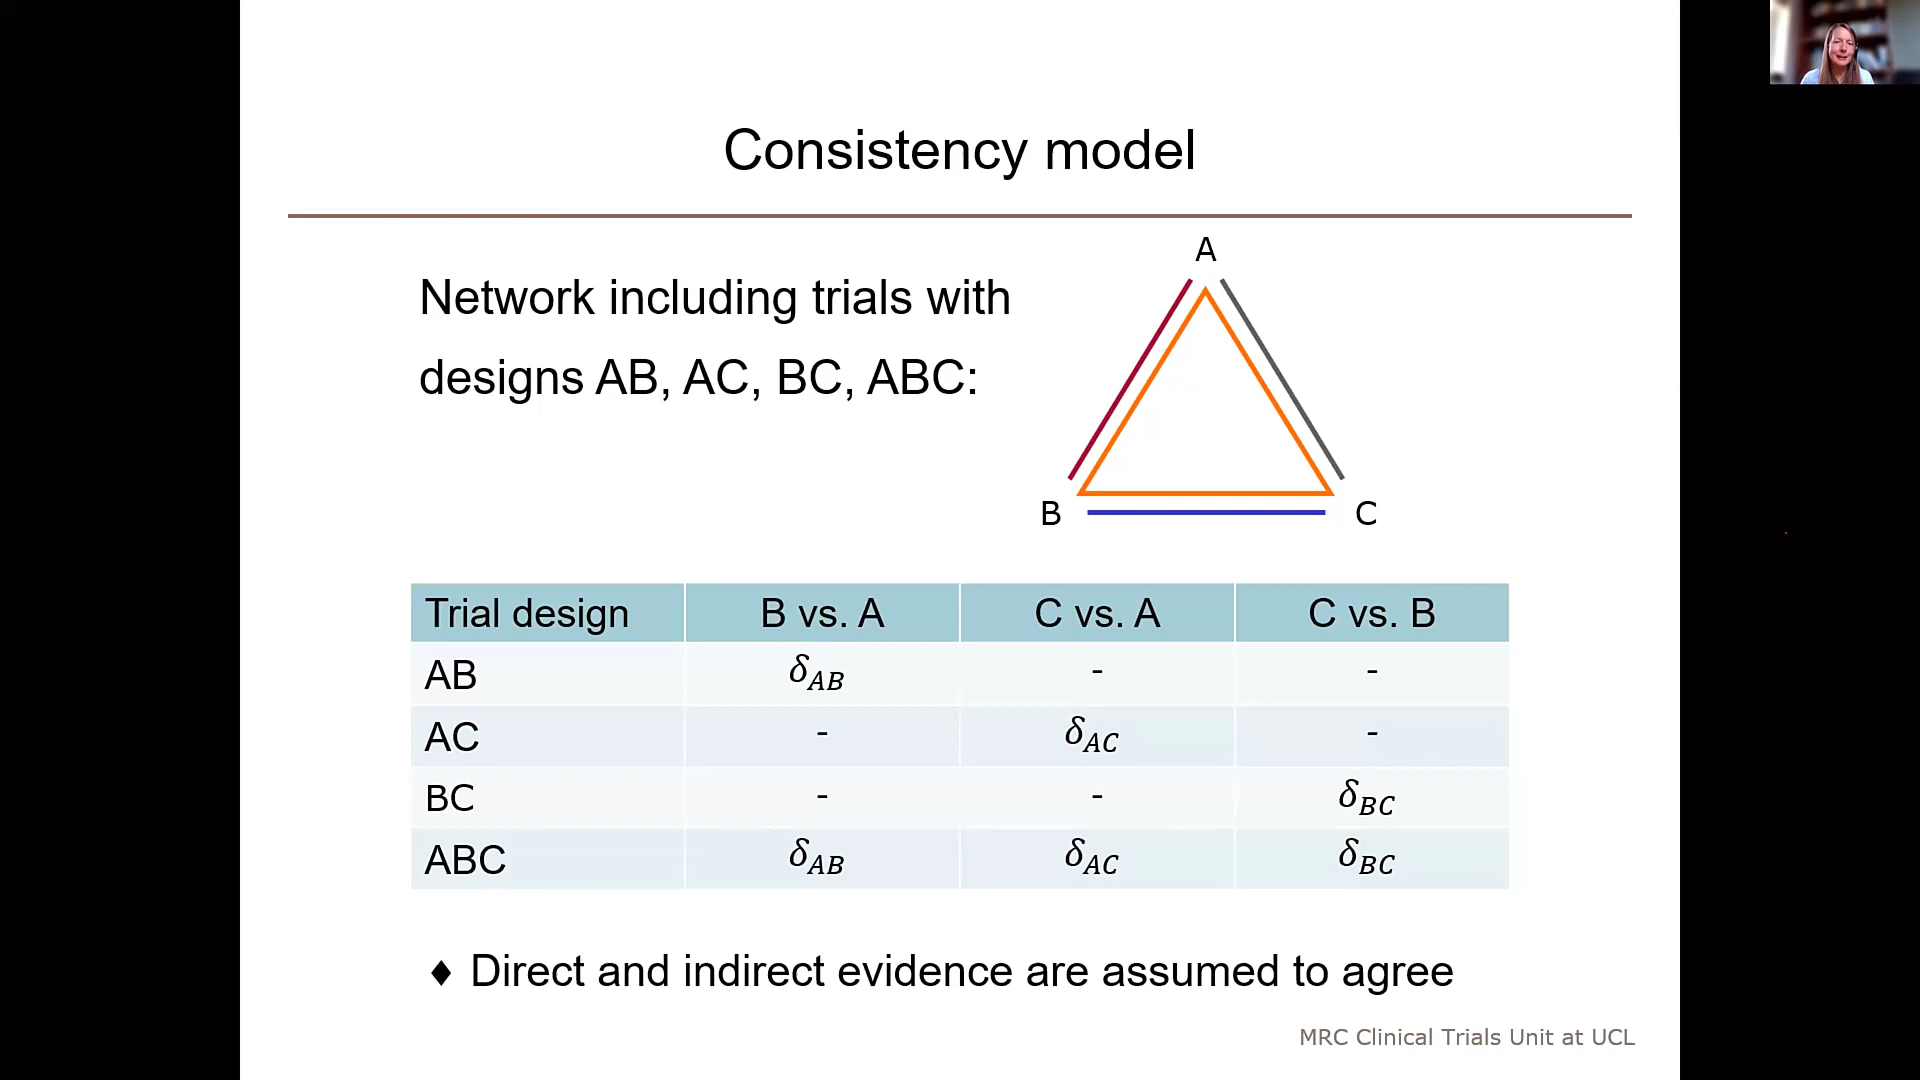 Consistency model
Network including trials with
designs AB, AC, BC, ABC:
A
B
C
Trial design B vs. A C vs. A C vs. B
AB δ_AB - -
AC - δ_AC -
BC - - δ_BC
ABC δ_AB δ_AC δ_BC
♦ Direct and indirect evidence are assumed to agree
MRC Clinical Trials Unit at UCL